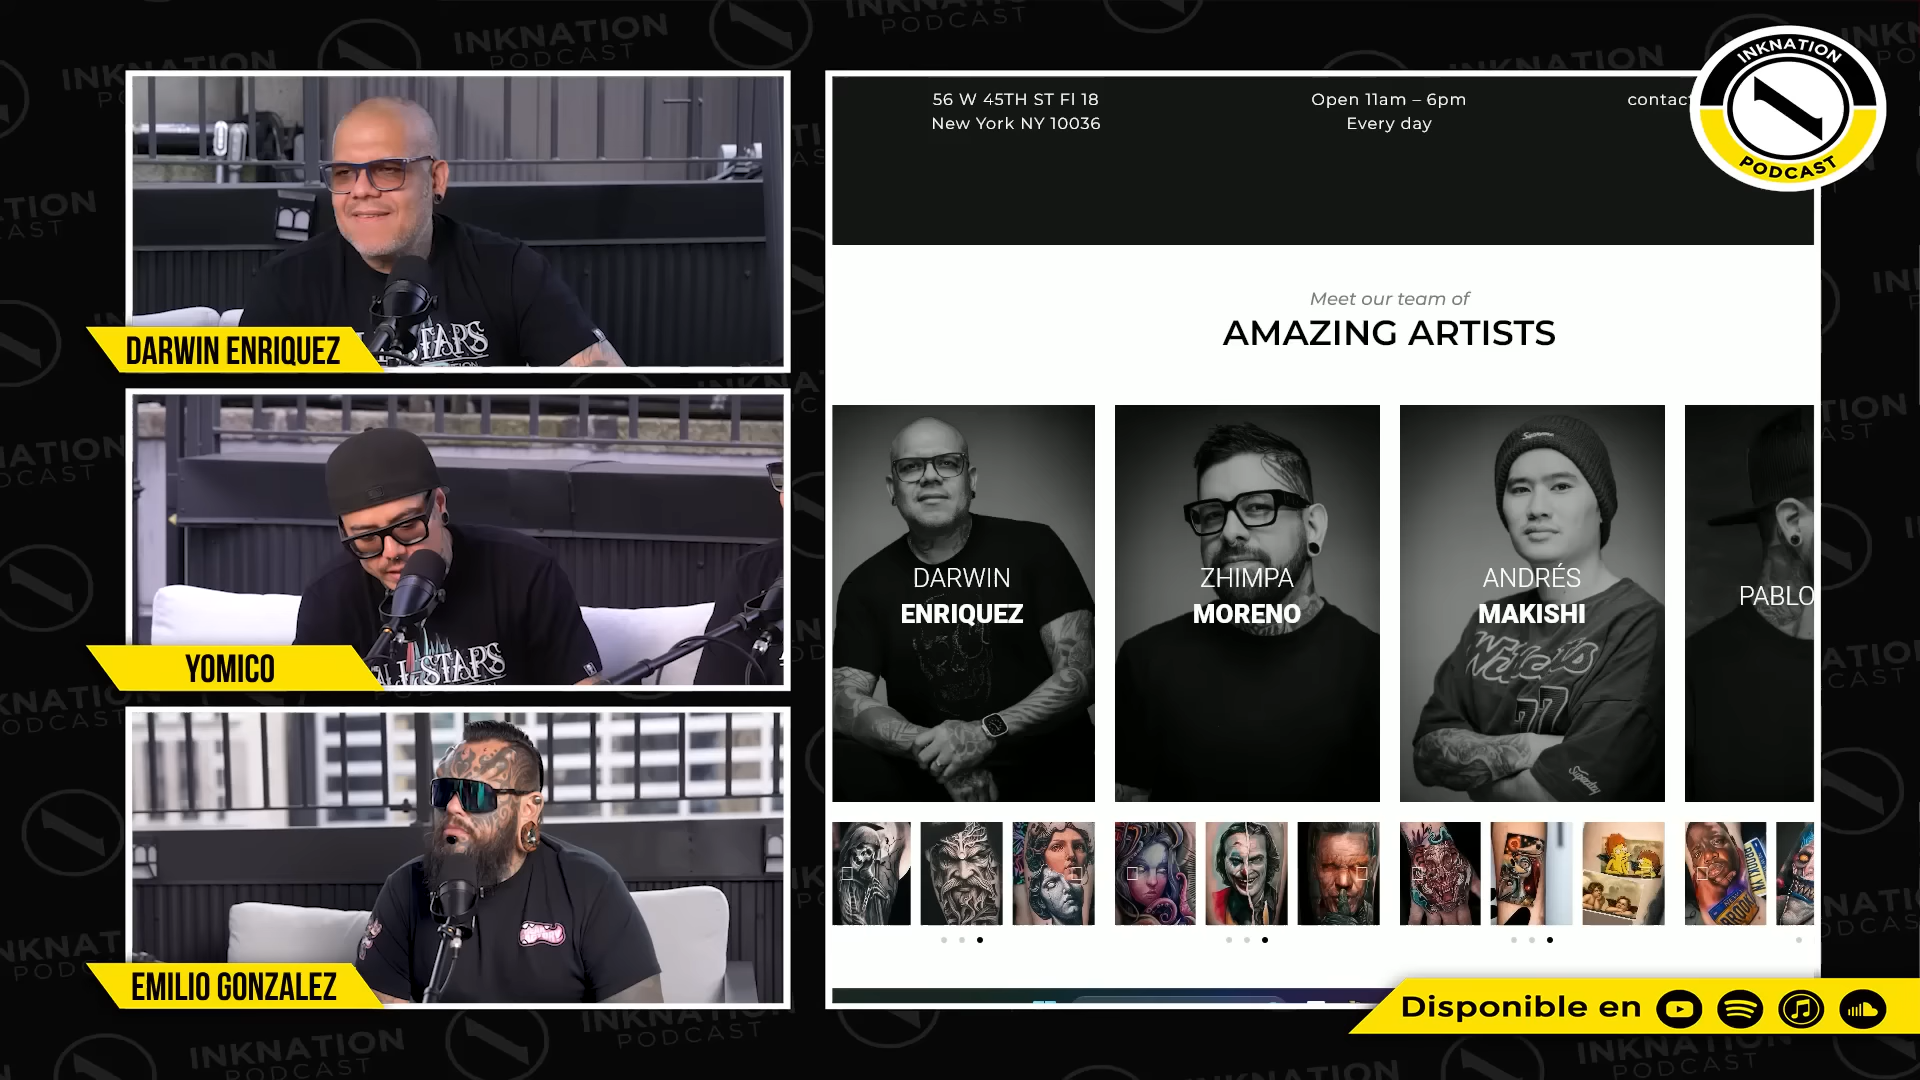 INKNATION
PODCAST
56 W 45TH ST Fl 18
New York NY 10036
Open 11am – 6pm
Every day
contact
Meet our team of
AMAZING ARTISTS
DARWIN
ENRIQUEZ
ZHIMPA
MORENO
ANDRÉS
MAKISHI
PABLO
DARWIN ENRIQUEZ
YOMICO
EMILIO GONZALEZ
Disponible en